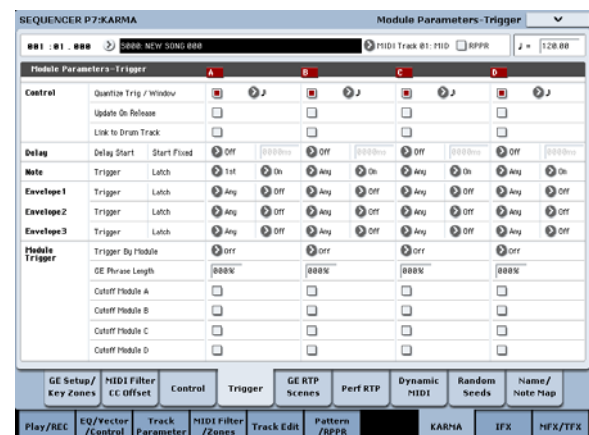 SEQUENCER P7:KARMA Module Parameters-Trigger
001 :01 .000 S000: NEW SONG 000 MIDI Track 01: MID RPPR ♩ = 120.00
Module Parameters-Trigger A B C D
Control Quantize Trig / Window ♪ ♪ ♪ ♪
Update On Release
Link to Drum Track
Delay Delay Start Start Fixed Off 0000ms Off 0000ms Off 0000ms Off 0000ms
Note Trigger Latch 1st On Any On Any On Any On
Envelope1 Trigger Latch Any Off Any Off Any Off Any Off
Envelope2 Trigger Latch Any Off Any Off Any Off Any Off
Envelope3 Trigger Latch Any Off Any Off Any Off Any Off
Module Trigger By Module Off Off Off Off
Trigger
GE Phrase Length 000% 000% 000% 000%
Cutoff Module A
Cutoff Module B
Cutoff Module C
Cutoff Module D
GE Setup/ MIDI Filter Control Trigger GE RTP Perf RTP Dynamic Random Name/
Key Zones CC Offset Scenes MIDI Seeds Note Map
Play/REC EQ/Vector Track MIDI Filter Track Edit Pattern KARMA IFX MFX/TFX
/Control Parameter /Zones /RPPR